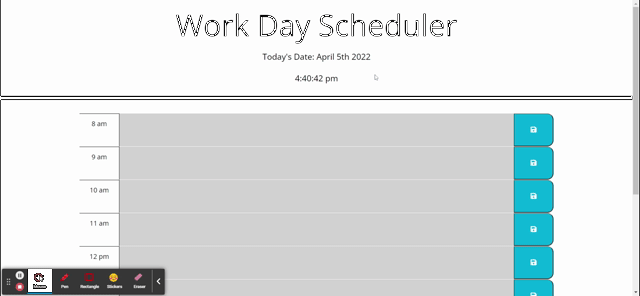 Work Day Scheduler
Today's Date: April 5th 2022
4:40:42 pm
8 am
9 am
10 am
11 am
12 pm
Pen
Rectangle
Stickers
Eraser